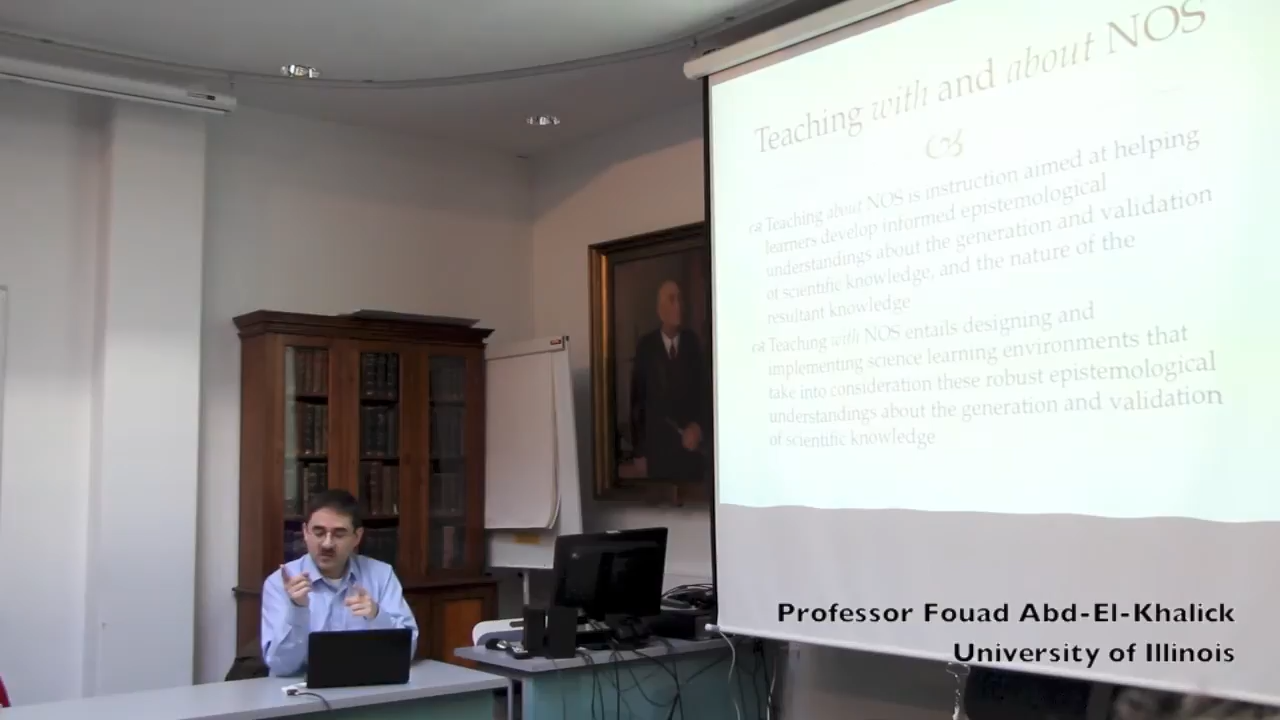 Teaching with and about NOS
Teaching about NOS is instruction aimed at helping
learners develop informed epistemological
understandings about the generation and validation
of scientific knowledge, and the nature of the
resultant knowledge
Teaching with NOS entails designing and
implementing science learning environments that
take into consideration these robust epistemological
understandings about the generation and validation
of scientific knowledge
Professor Fouad Abd-El-Khalick
University of Illinois